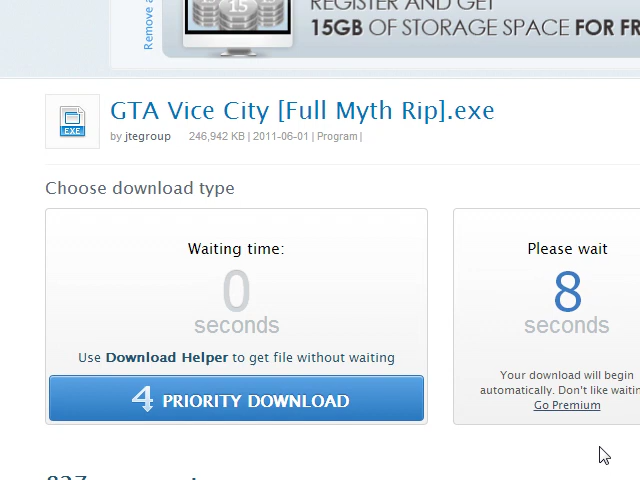 REGISTER AND GET
15GB OF STORAGE SPACE FOR FR
Remove a
15
GTA Vice City [Full Myth Rip].exe
EXE
by jtegroup 246,942 KB | 2011-06-01 | Program |
Choose download type
Waiting time:
0
seconds
Use Download Helper to get file without waiting
4 PRIORITY DOWNLOAD
Please wait
8
seconds
Your download will begin
automatically. Don't like waitin
Go Premium